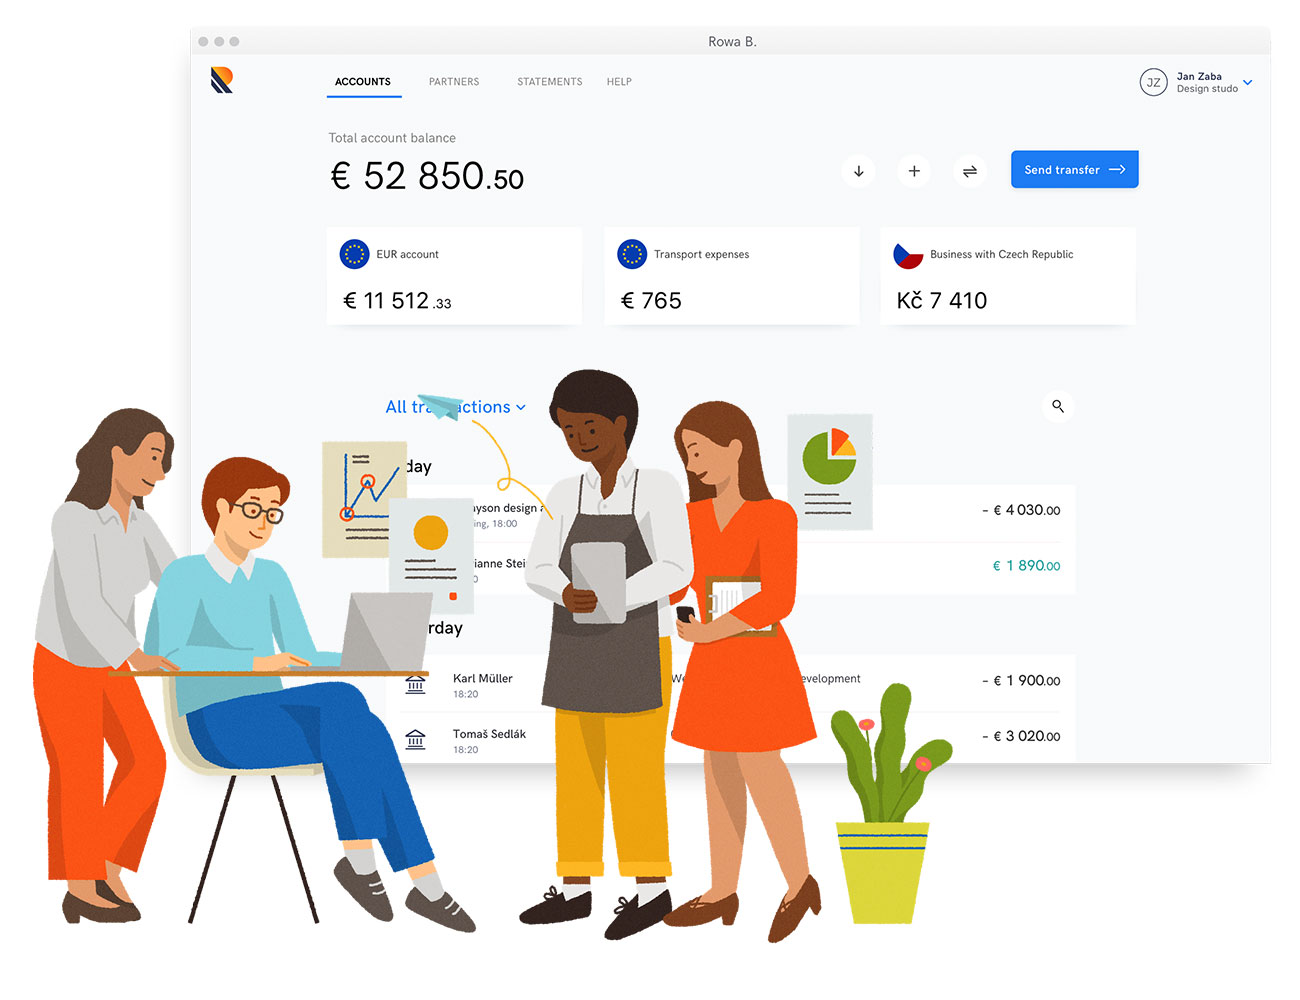 Rowa B.
ACCOUNTS PARTNERS STATEMENTS HELP
JZ Jan Zaba
Design studo
Total account balance
€ 52 850.50
Send transfer
EUR account
€ 11 512.33
Transport expenses
€ 765
Business with Czech Republic
Kč 7 410
All transactions
day
yson design
ing, 18:00
- € 4 030.00
ianne Stei
0
€ 1 890.00
rday
Karl Müller
18:20
We
evelopment
- € 1 900.00
Tomaš Sedlák
18:20
- € 3 020.00